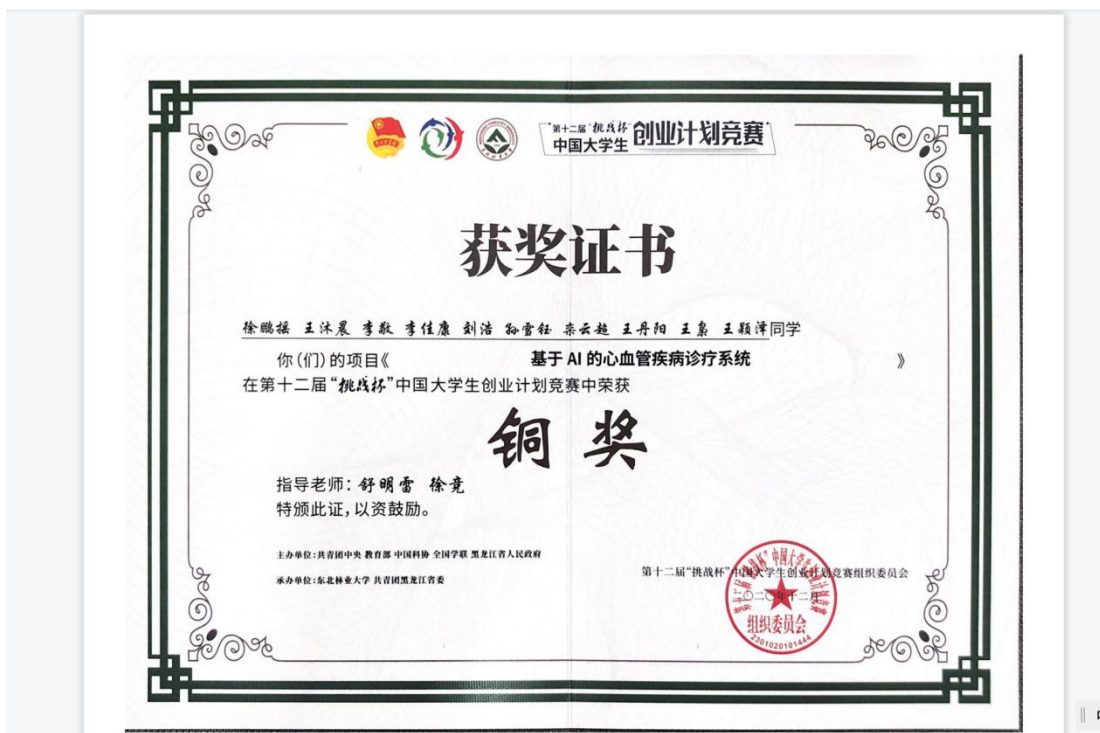 第十二届“挑战杯”
中国大学生 创业计划竞赛
获奖证书
徐鹏摇 王沐晨 李敬 李佳康 刘浩 孙雪钰 栾云超 王丹阳 王枭 王颢泽同学
你(们)的项目《 基于 AI 的心血管疾病诊疗系统 》
在第十二届“挑战杯”中国大学生创业计划竞赛中荣获
铜奖
指导老师：舒明雷 徐竟
特颁此证，以资鼓励。
主办单位：共青团中央 教育部 中国科协 全国学联 黑龙江省人民政府
承办单位：东北林业大学 共青团黑龙江省委
第十二届“挑战杯”中国大学生创业计划竞赛组织委员会
二〇二〇年十二月
组织委员会
2301020101444